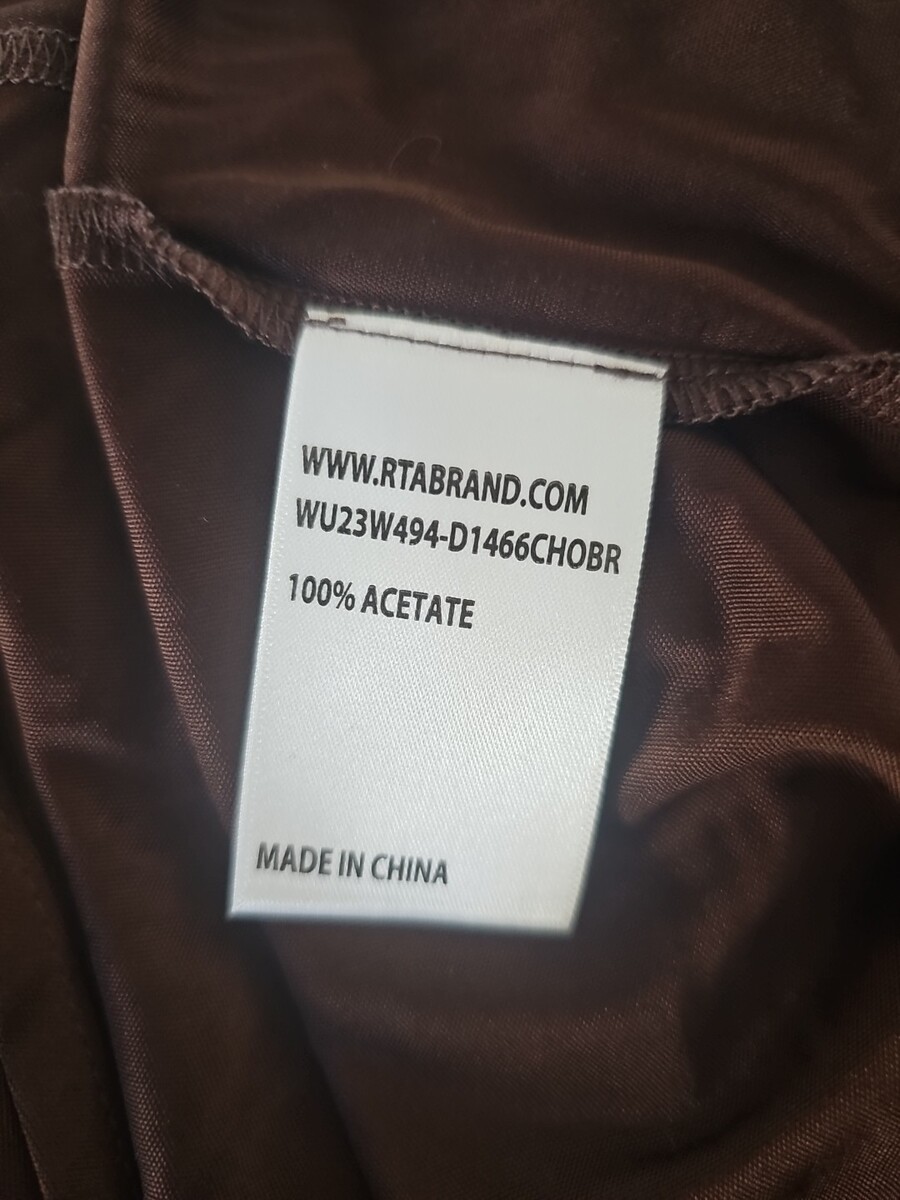 WWW.RTABRAND.COM
WU23W494-D1466CHOBR
100% ACETATE
MADE IN CHINA